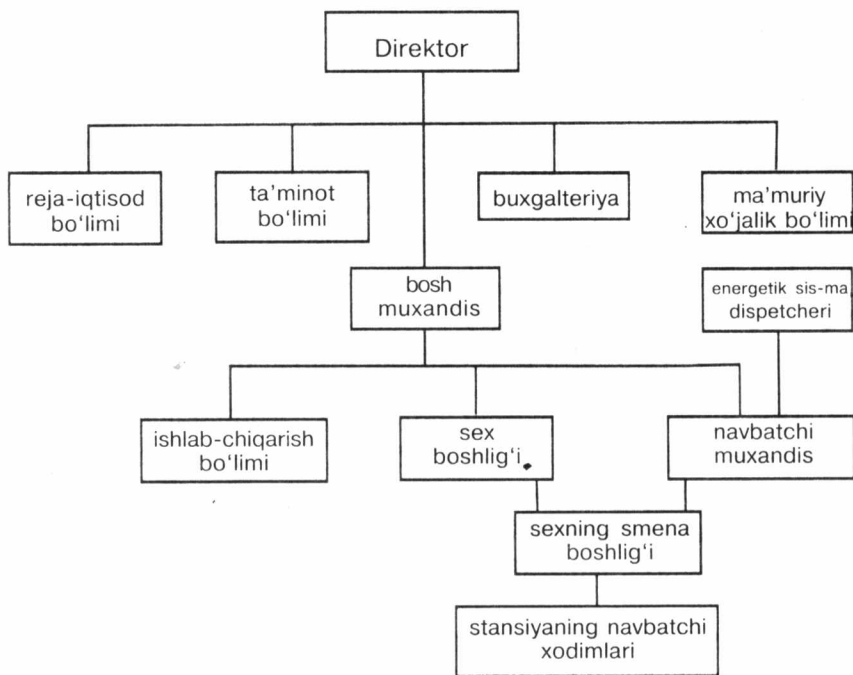 Direktor
reja-iqtisod
bo‘limi
ta’minot
bo‘limi
buxgalteriya
ma’muriy
xo‘jalik bo‘limi
bosh
muxandis
energetik sis-ma
dispetcheri
ishlab-chiqarish
bo‘limi
sex
boshlig‘i
navbatchi
muxandis
sexning smena
boshlig‘i
stansiyaning navbatchi
xodimlari